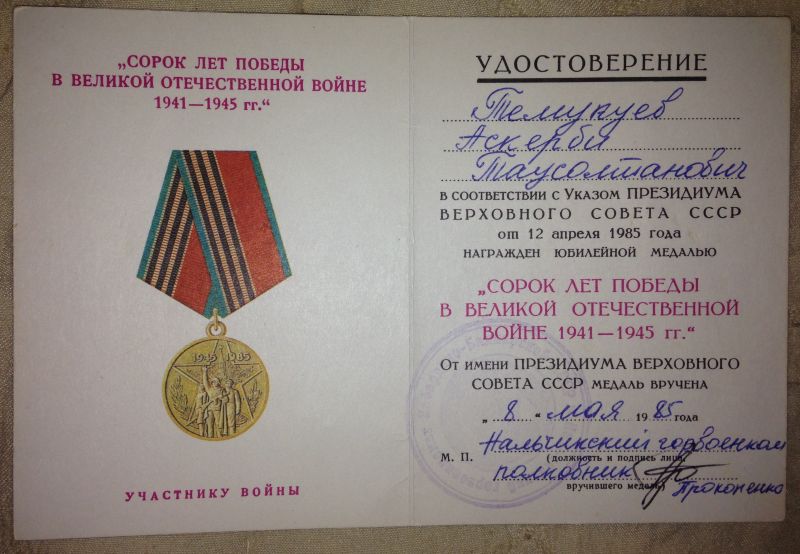 „СОРОК ЛЕТ ПОБЕДЫ
В ВЕЛИКОЙ ОТЕЧЕСТВЕННОЙ ВОЙНЕ
1941—1945 гг.“
1945 1985
УЧАСТНИКУ ВОЙНЫ
УДОСТОВЕРЕНИЕ
Темукуев
Аскерби
Таусолтанович
В СООТВЕТСТВИИ С УКАЗОМ ПРЕЗИДИУМА
ВЕРХОВНОГО СОВЕТА СССР
от 12 апреля 1985 года
НАГРАЖДЕН ЮБИЛЕЙНОЙ МЕДАЛЬЮ
„СОРОК ЛЕТ ПОБЕДЫ
В ВЕЛИКОЙ ОТЕЧЕСТВЕННОЙ
ВОЙНЕ 1941—1945 гг.“
ОТ ИМЕНИ ПРЕЗИДИУМА ВЕРХОВНОГО
СОВЕТА СССР МЕДАЛЬ ВРУЧЕНА
„ 8 “ мая 1985 года
Нальчикский горвоенком
М. П. (должность и подпись лица,
полковник
вручившего медаль)
Прокопенко